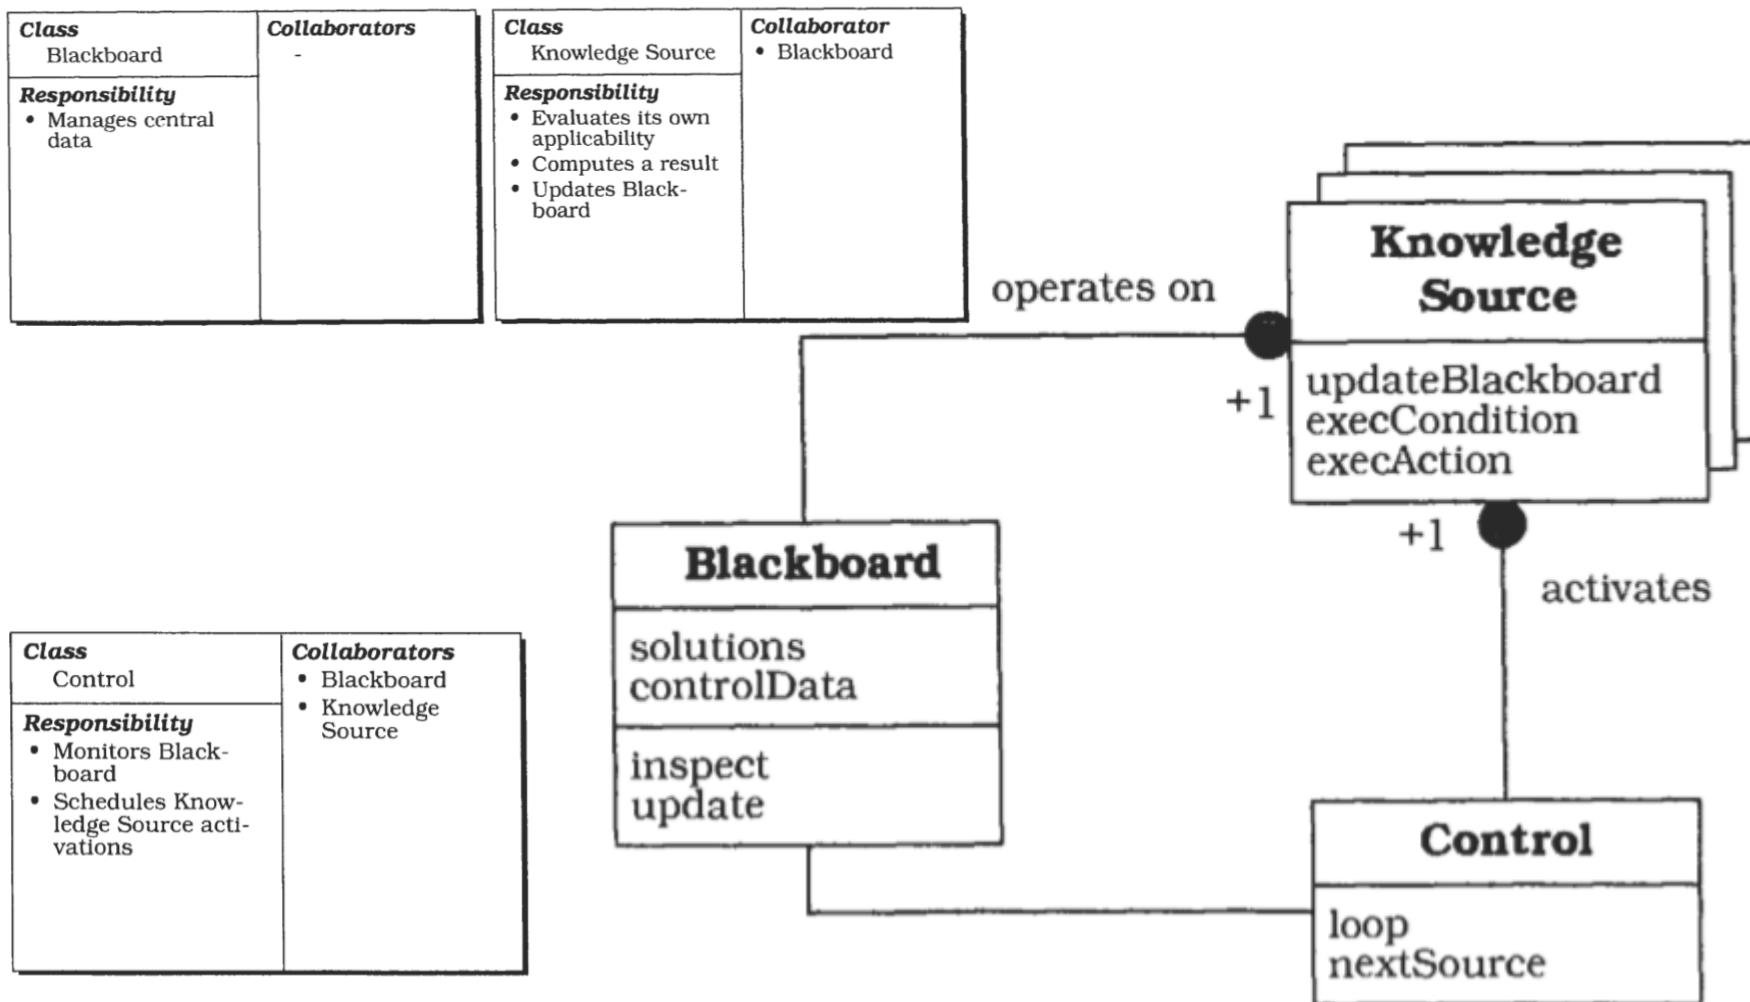 Class
Blackboard
Collaborators
-
Responsibility
• Manages central
data
Class
Knowledge Source
Collaborator
• Blackboard
Responsibility
• Evaluates its own
applicability
• Computes a result
• Updates Black-
board
operates on
+1
Knowledge
Source
updateBlackboard
execCondition
execAction
+1
activates
Blackboard
solutions
controlData
inspect
update
Class
Control
Collaborators
• Blackboard
• Knowledge
Source
Responsibility
• Monitors Black-
board
• Schedules Know-
ledge Source acti-
vations
Control
loop
nextSource